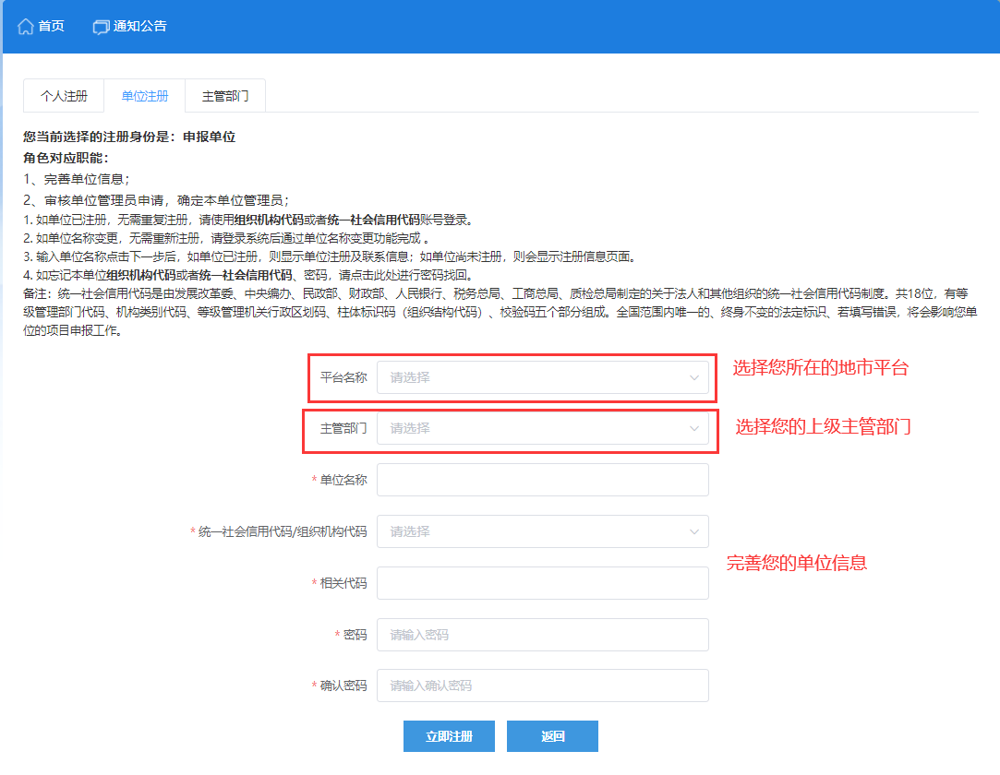 首页 通知公告
个人注册 单位注册 主管部门
您当前选择的注册身份是：申报单位
角色对应职能：
1、完善单位信息；
2、审核单位管理员申请，确定本单位管理员；
1. 如单位已注册，无需重复注册，请使用组织机构代码或者统一社会信用代码账号登录。
2. 如单位名称变更，无需重新注册，请登录系统后通过单位名称变更功能完成 。
3. 输入单位名称点击下一步后，如单位已注册，则显示单位注册及联系信息；如单位尚未注册，则会显示注册信息页面。
4. 如忘记本单位组织机构代码或者统一社会信用代码、密码，请点击此处进行密码找回。
备注：统一社会信用代码是由发展改革委、中央编办、民政部、财政部、人民银行、税务总局、工商总局、质检总局制定的关于法人和其他组织的统一社会信用代码制度。共18位，有等
级管理部门代码、机构类别代码、等级管理机关行政区划码、柱体标识码（组织结构代码）、校验码五个部分组成。全国范围内唯一的、终身不变的法定标识、若填写错误，将会影响您单
位的项目申报工作。
平台名称 请选择 选择您所在的地市平台
主管部门 请选择 选择您的上级主管部门
* 单位名称
* 统一社会信用代码/组织机构代码 请选择
完善您的单位信息
* 相关代码
* 密码 请输入密码
* 确认密码 请输入确认密码
立即注册 返回